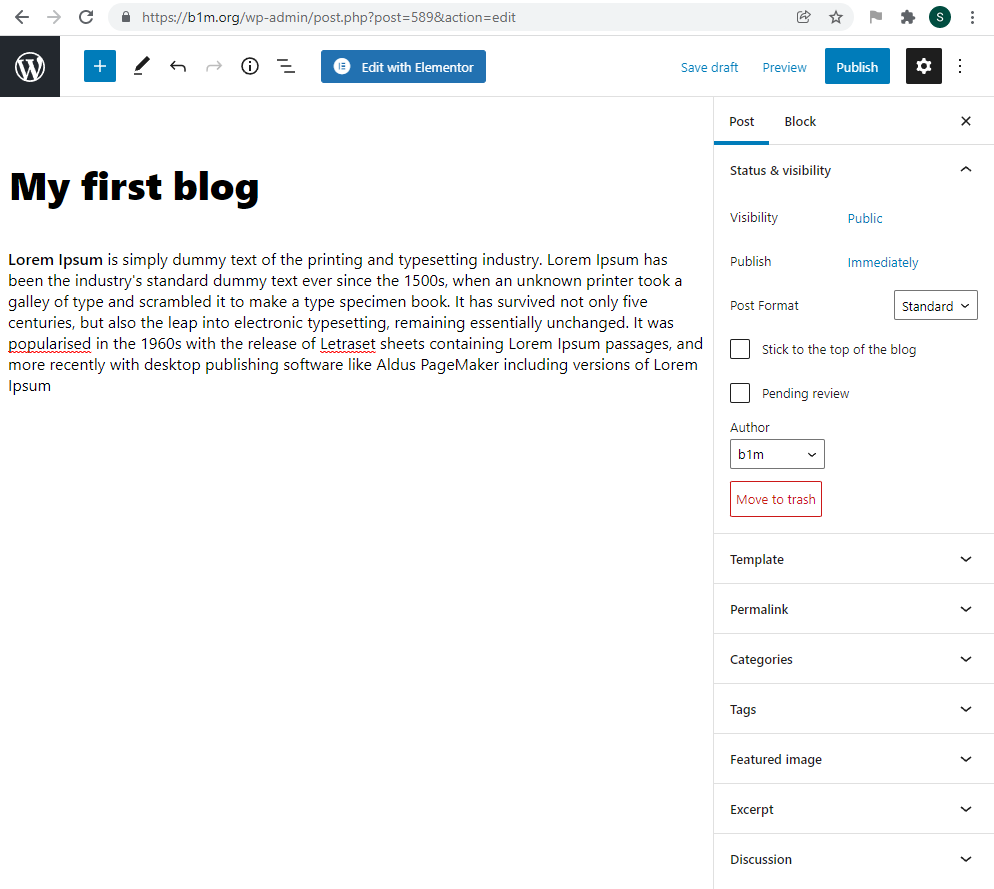 https://b1m.org/wp-admin/post.php?post=589&action=edit
S
Edit with Elementor
Save draft
Preview
Publish
Post
Block
My first blog
Lorem Ipsum is simply dummy text of the printing and typesetting industry. Lorem Ipsum has
been the industry's standard dummy text ever since the 1500s, when an unknown printer took a
galley of type and scrambled it to make a type specimen book. It has survived not only five
centuries, but also the leap into electronic typesetting, remaining essentially unchanged. It was
popularised in the 1960s with the release of Letraset sheets containing Lorem Ipsum passages, and
more recently with desktop publishing software like Aldus PageMaker including versions of Lorem
Ipsum
Status & visibility
Visibility Public
Publish Immediately
Post Format Standard
Stick to the top of the blog
Pending review
Author
b1m
Move to trash
Template
Permalink
Categories
Tags
Featured image
Excerpt
Discussion